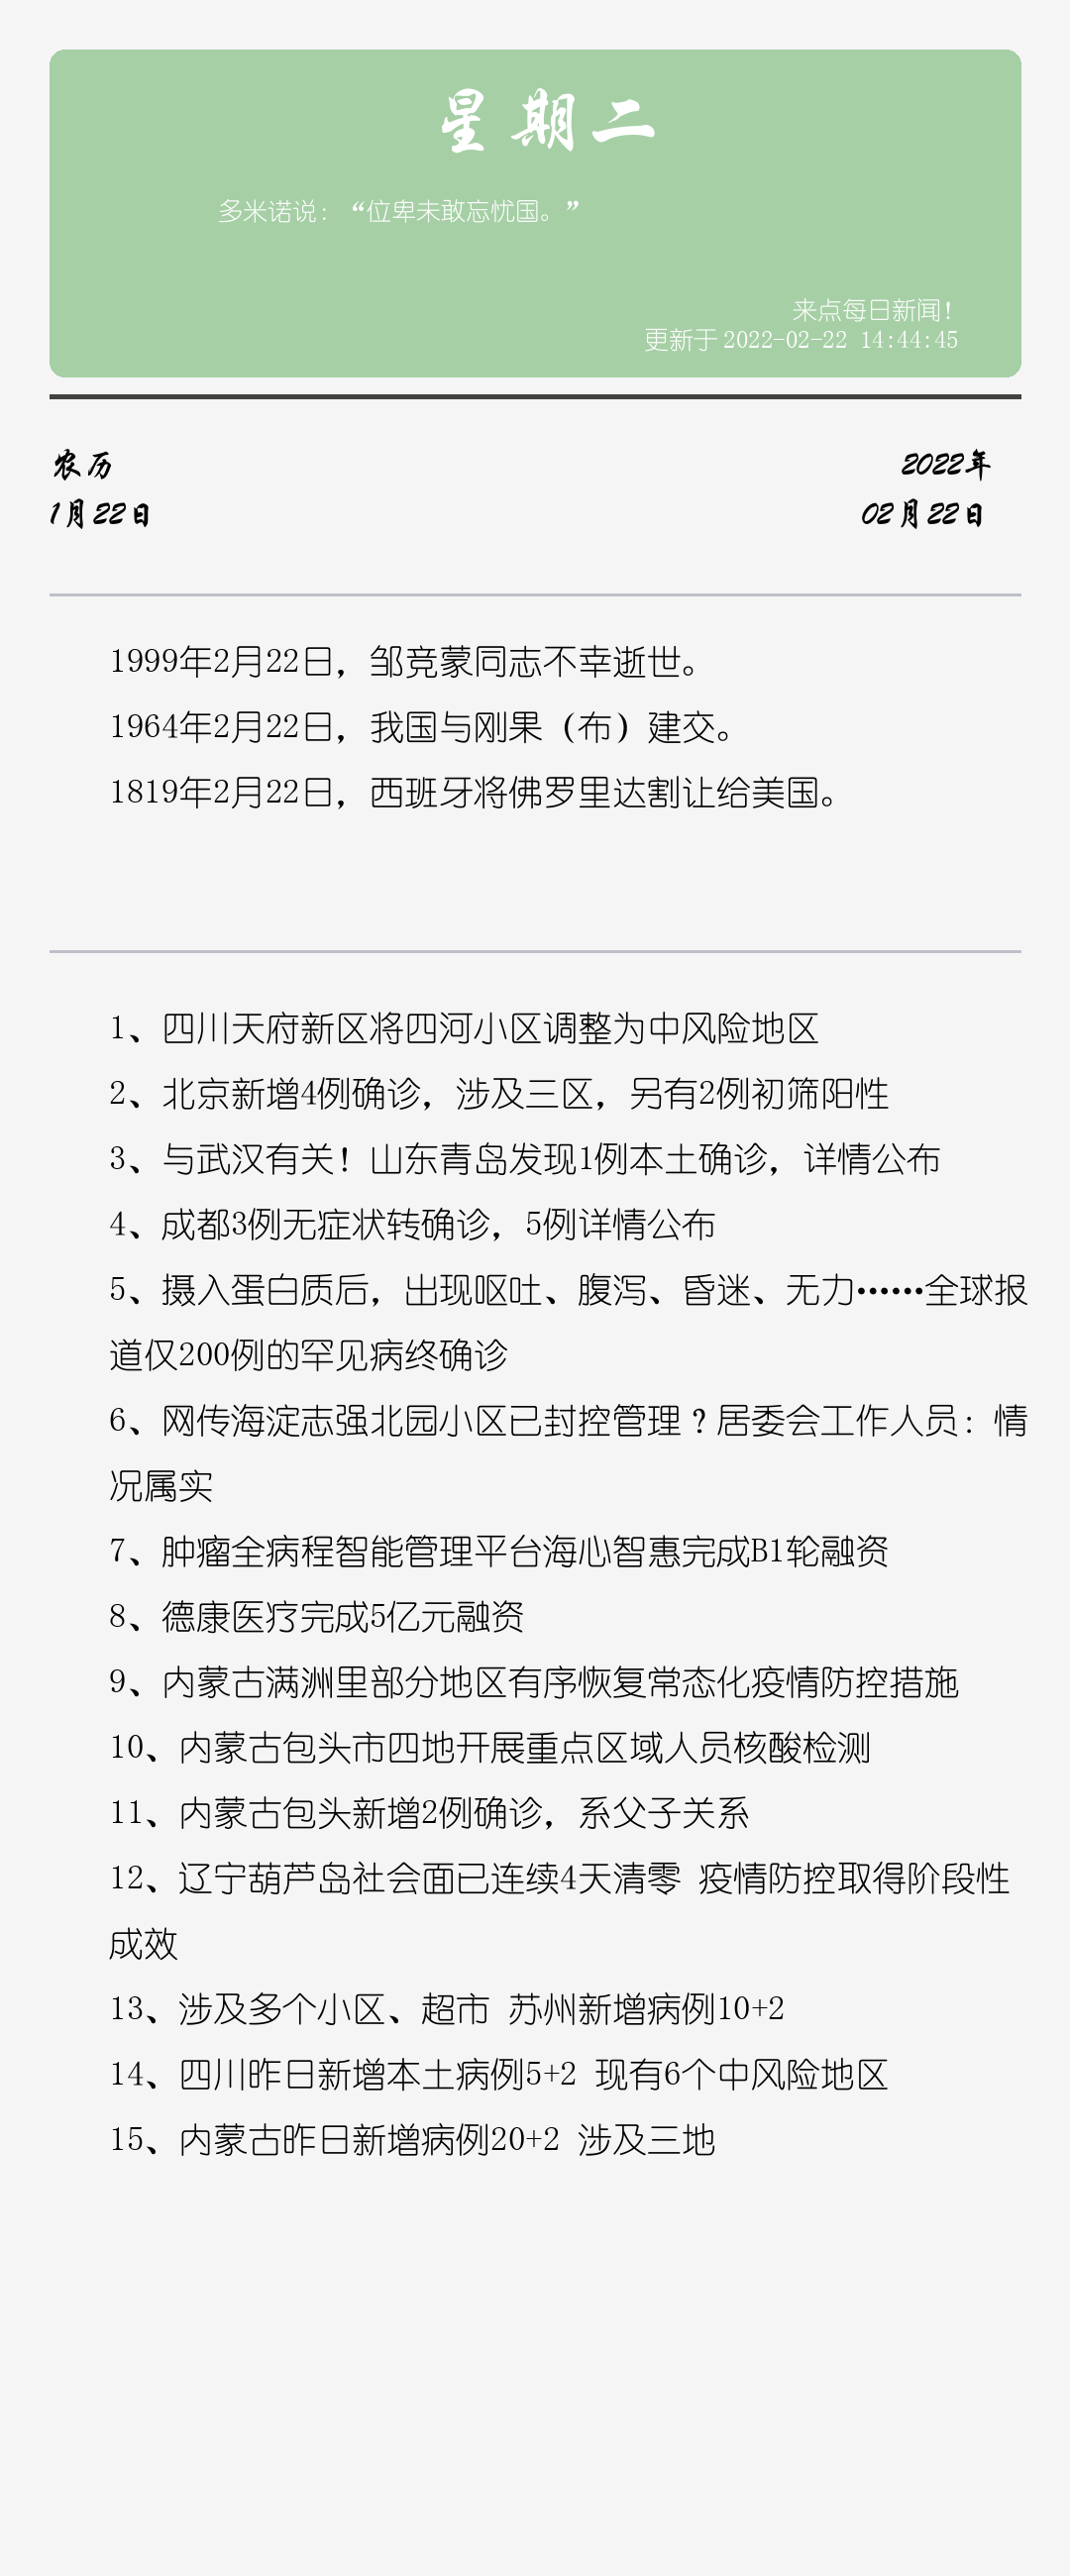 星期二
多米诺说：“位卑未敢忘忧国。”
来点每日新闻！
更新于 2022-02-22 14:44:45
农历
2022年
1月22日
02月22日
1999年2月22日，邹竞蒙同志不幸逝世。
1964年2月22日，我国与刚果（布）建交。
1819年2月22日，西班牙将佛罗里达割让给美国。
1、四川天府新区将四河小区调整为中风险地区
2、北京新增4例确诊，涉及三区，另有2例初筛阳性
3、与武汉有关！山东青岛发现1例本土确诊，详情公布
4、成都3例无症状转确诊，5例详情公布
5、摄入蛋白质后，出现呕吐、腹泻、昏迷、无力……全球报
道仅200例的罕见病终确诊
6、网传海淀志强北园小区已封控管理？居委会工作人员：情
况属实
7、肿瘤全病程智能管理平台海心智惠完成B1轮融资
8、德康医疗完成5亿元融资
9、内蒙古满洲里部分地区有序恢复常态化疫情防控措施
10、内蒙古包头市四地开展重点区域人员核酸检测
11、内蒙古包头新增2例确诊，系父子关系
12、辽宁葫芦岛社会面已连续4天清零 疫情防控取得阶段性
成效
13、涉及多个小区、超市 苏州新增病例10+2
14、四川昨日新增本土病例5+2 现有6个中风险地区
15、内蒙古昨日新增病例20+2 涉及三地